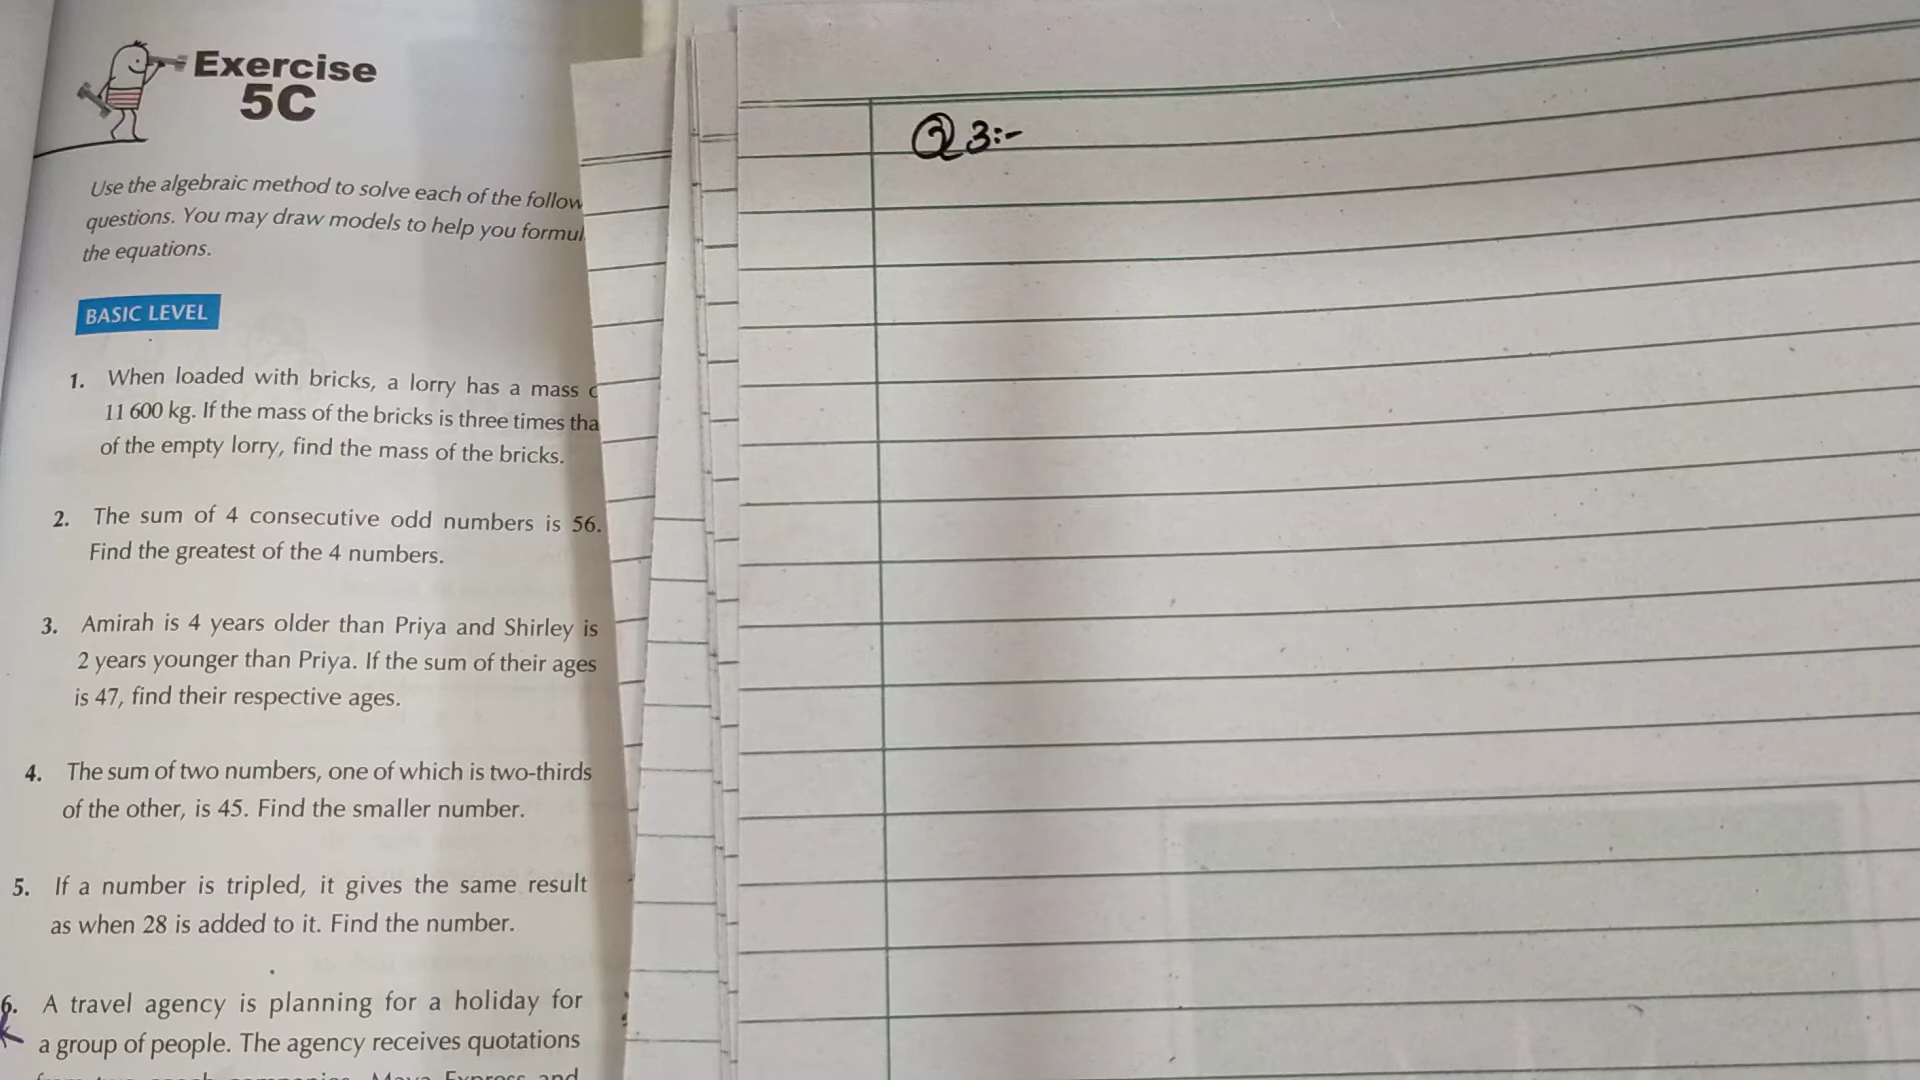 Exercise
5C
Use the algebraic method to solve each of the follow
questions. You may draw models to help you formul
the equations.
BASIC LEVEL
1. When loaded with bricks, a lorry has a mass
11 600 kg. If the mass of the bricks is three times tha
of the empty lorry, find the mass of the bricks.
2. The sum of 4 consecutive odd numbers is 56.
Find the greatest of the 4 numbers.
3. Amirah is 4 years older than Priya and Shirley is
2 years younger than Priya. If the sum of their ages
is 47, find their respective ages.
4. The sum of two numbers, one of which is two-thirds
of the other, is 45. Find the smaller number.
5. If a number is tripled, it gives the same result
as when 28 is added to it. Find the number.
6. A travel agency is planning for a holiday for
a group of people. The agency receives quotations
Express and
Q3:-